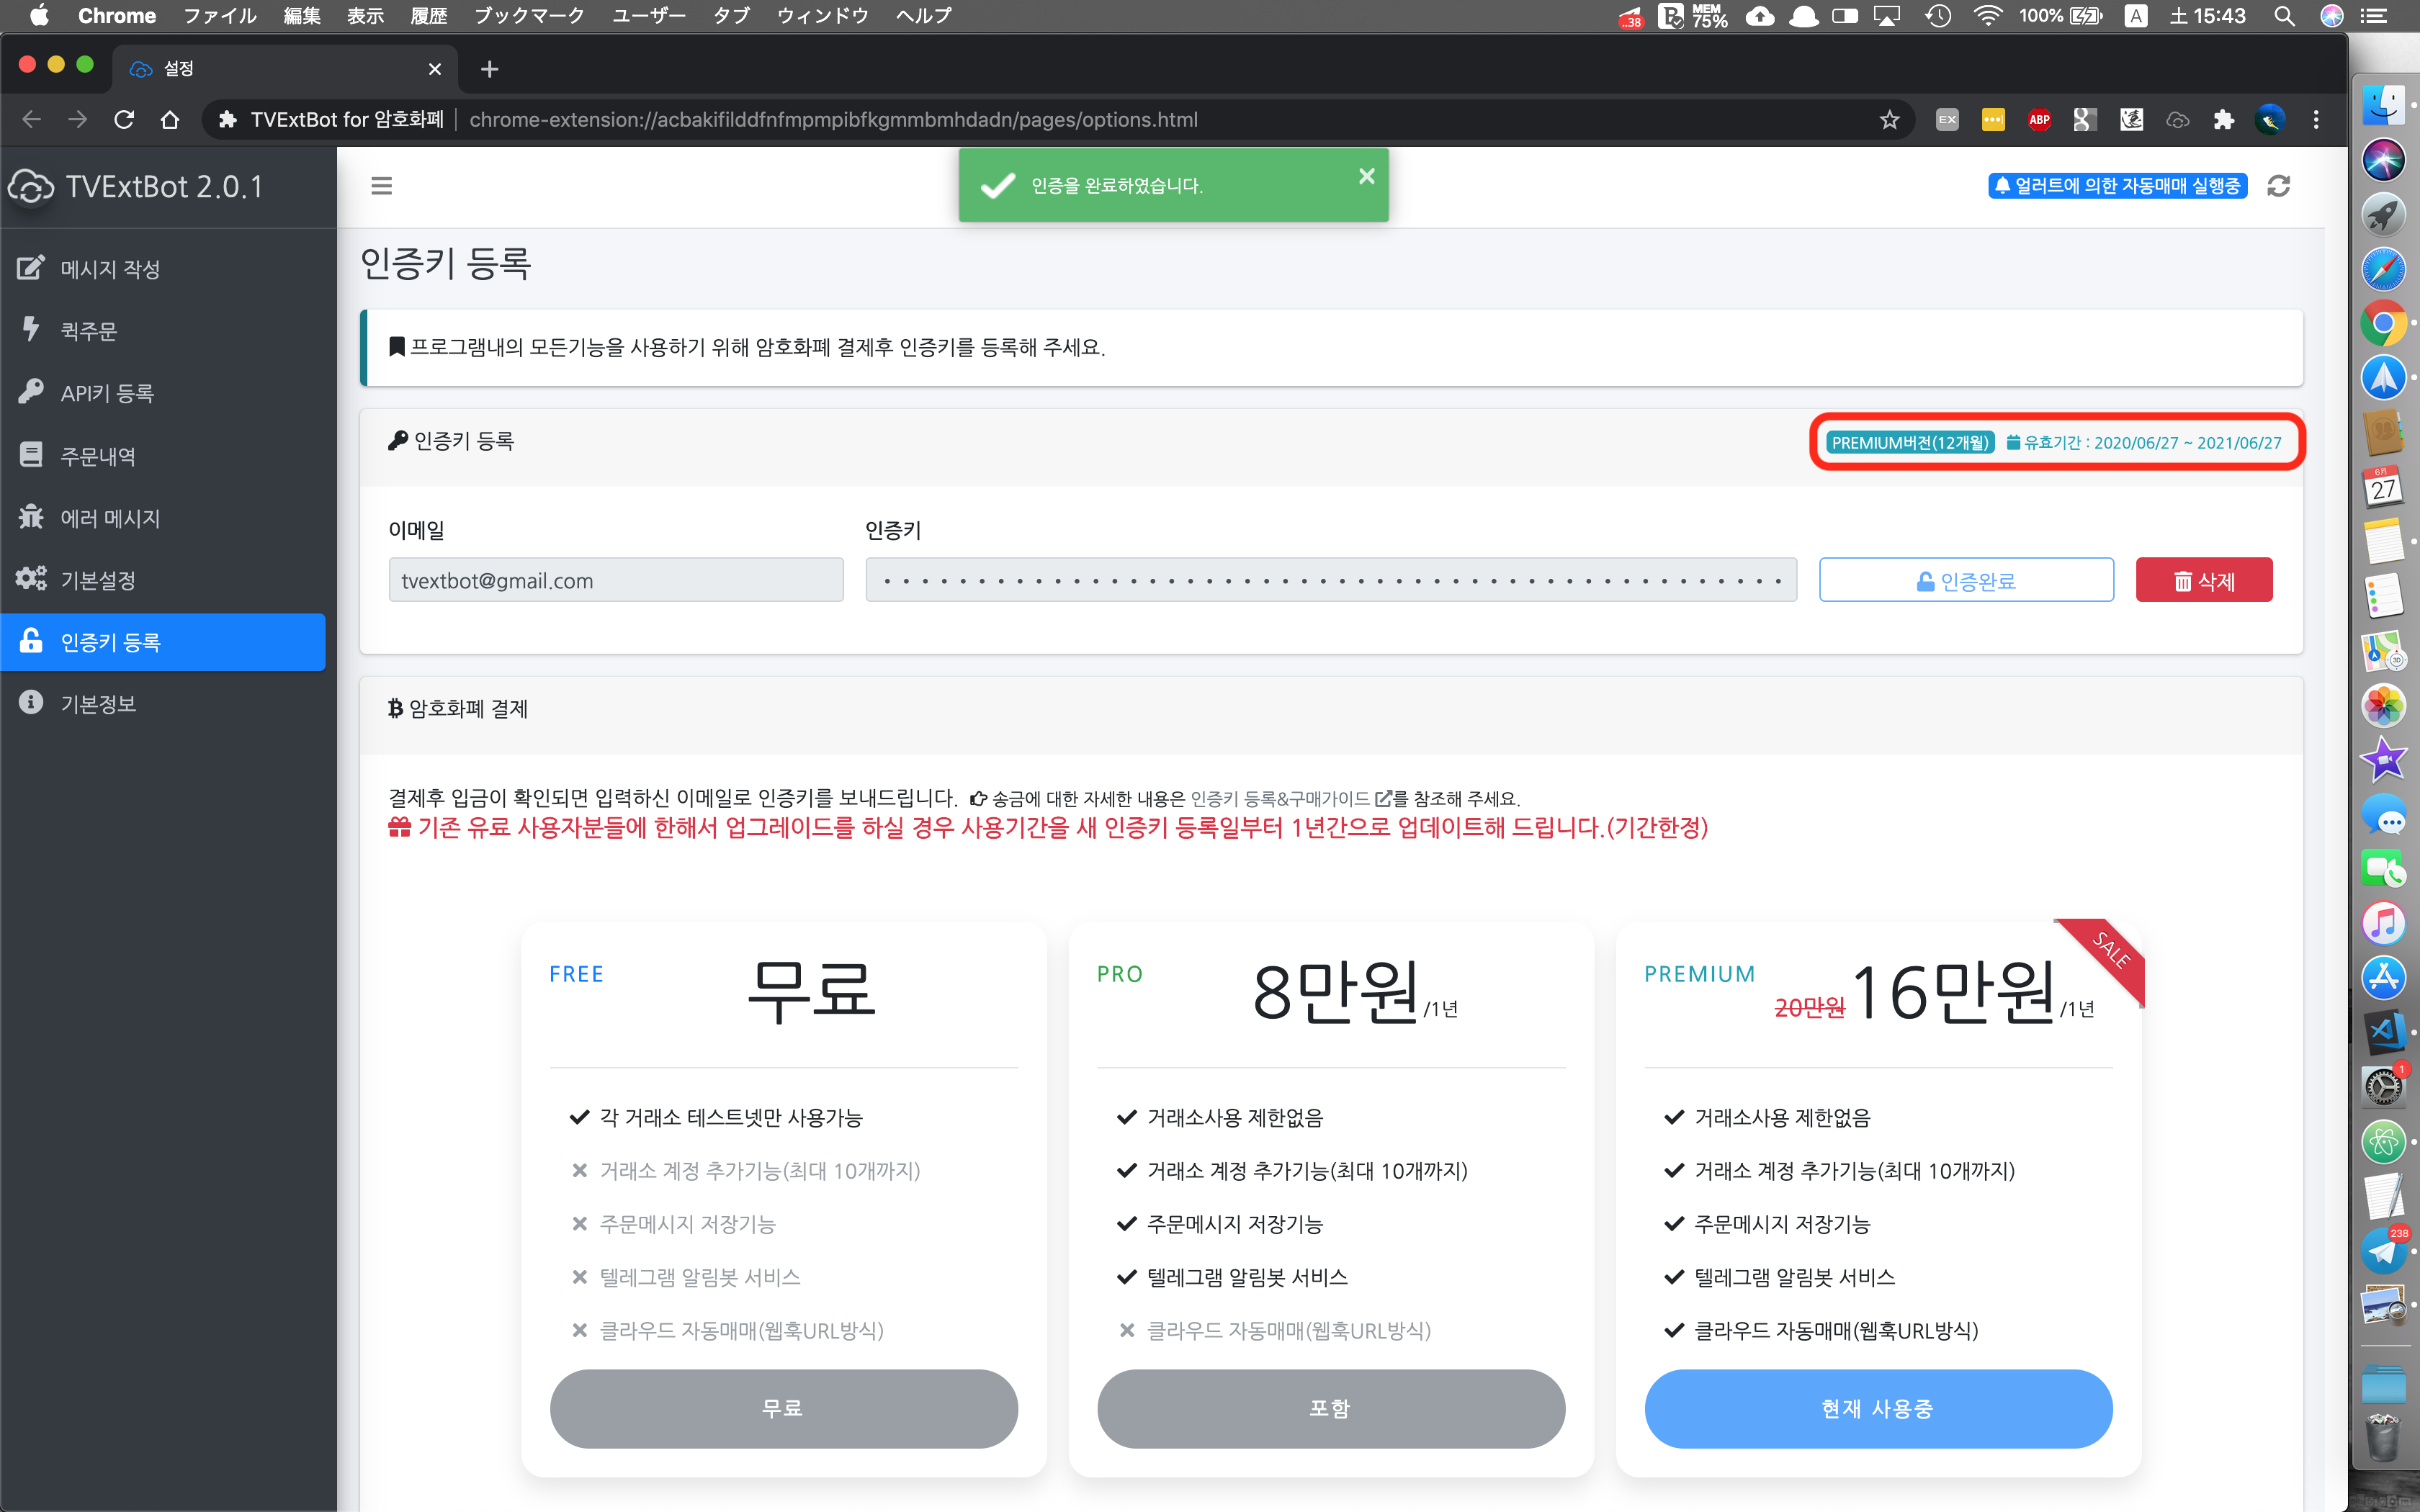 Chrome ファイル 編集 表示 履歴 ブックマーク ユーザー タブ ウィンドウ ヘルプ
..38 MEM 75% 100% A 土 15:43
설정
TVExtBot for 암호화폐 chrome-extension://acbakifilddfnfmpmpibfkgmmbmhdadn/pages/options.html
EX ABP
TVExtBot 2.0.1
인증을 완료하였습니다.
얼러트에 의한 자동매매 실행중
메시지 작성
퀵주문
API키 등록
주문내역
에러 메시지
기본설정
인증키 등록
기본정보
인증키 등록
프로그램내의 모든기능을 사용하기 위해 암호화폐 결제후 인증키를 등록해 주세요.
인증키 등록
PREMIUM버전(12개월) 유효기간 : 2020/06/27 ~ 2021/06/27
이메일 인증키
tvextbot@gmail.com 인증완료 삭제
암호화폐 결제
결제후 입금이 확인되면 입력하신 이메일로 인증키를 보내드립니다. 송금에 대한 자세한 내용은 인증키 등록&구매가이드 를 참조해 주세요.
기존 유료 사용자분들에 한해서 업그레이드를 하실 경우 사용기간을 새 인증키 등록일부터 1년간으로 업데이트해 드립니다.(기간한정)
FREE 무료
각 거래소 테스트넷만 사용가능
거래소 계정 추가기능(최대 10개까지)
주문메시지 저장기능
텔레그램 알림봇 서비스
클라우드 자동매매(웹훅URL방식)
무료
PRO 8만원/1년
거래소사용 제한없음
거래소 계정 추가기능(최대 10개까지)
주문메시지 저장기능
텔레그램 알림봇 서비스
클라우드 자동매매(웹훅URL방식)
포함
SALE
PREMIUM 20만원 16만원/1년
거래소사용 제한없음
거래소 계정 추가기능(최대 10개까지)
주문메시지 저장기능
텔레그램 알림봇 서비스
클라우드 자동매매(웹훅URL방식)
현재 사용중
6月
27
3D
1
238